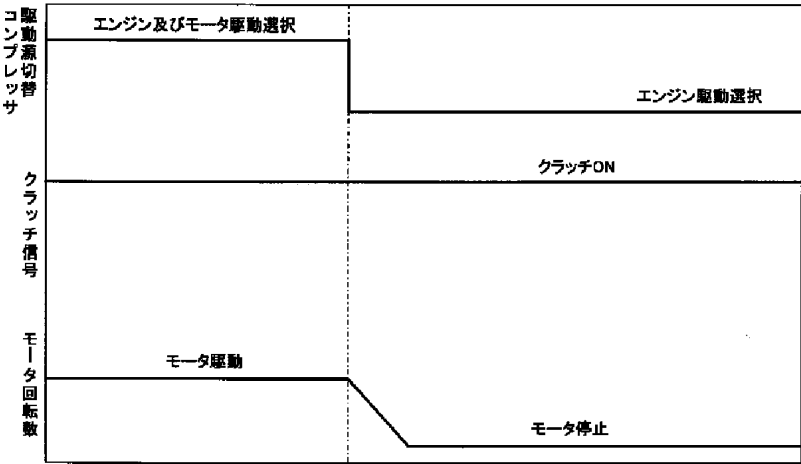 コンプレッサ
駆動源切替
エンジン及びモータ駆動選択
エンジン駆動選択
クラッチ信号
クラッチON
モータ回転数
モータ駆動
モータ停止